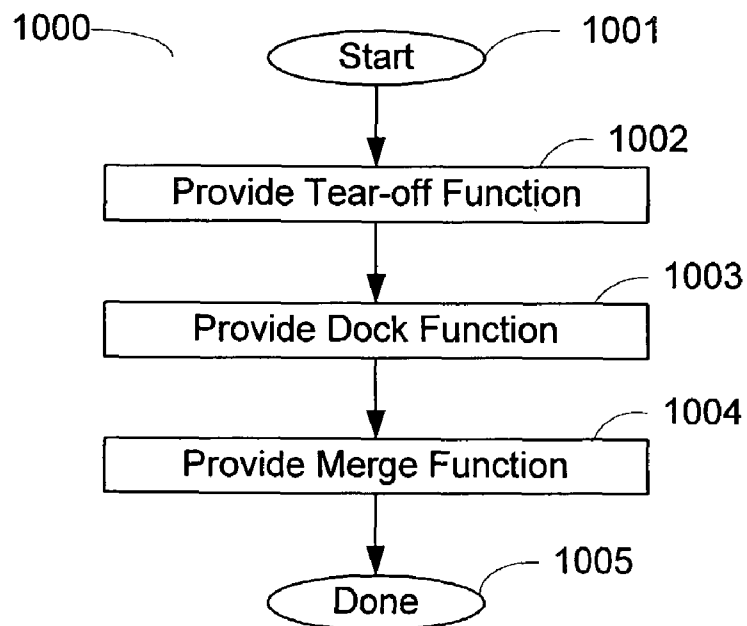 1000
1001
Start
1002
Provide Tear-off Function
1003
Provide Dock Function
1004
Provide Merge Function
1005
Done